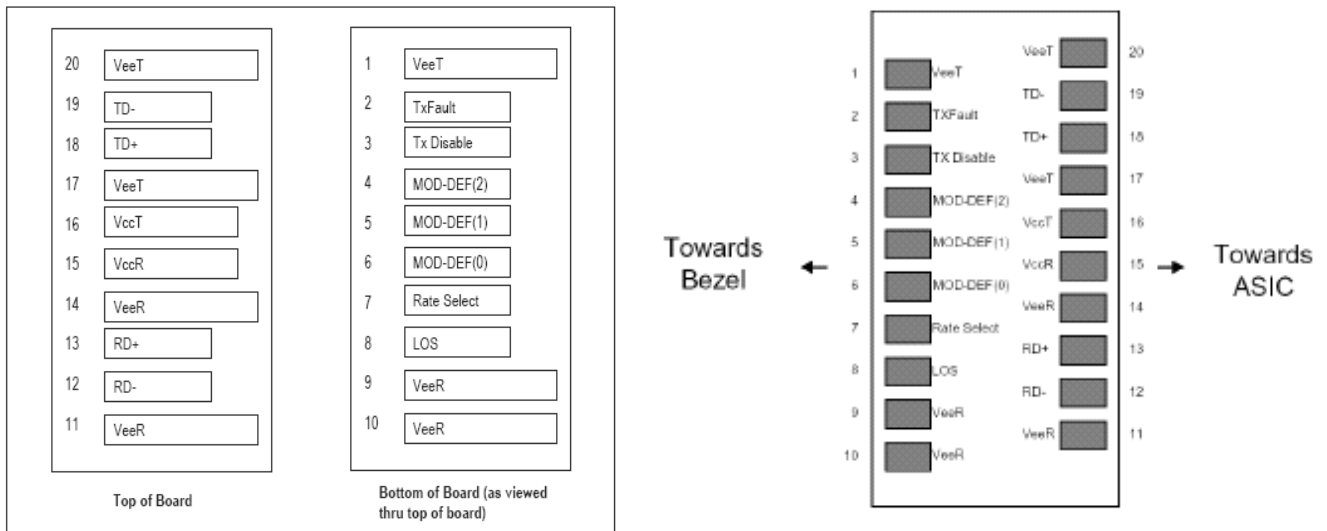 20 VeeT
19 TD-
18 TD+
17 VeeT
16 VccT
15 VccR
14 VeeR
13 RD+
12 RD-
11 VeeR
Top of Board
1 VeeT
2 TxFault
3 Tx Disable
4 MOD-DEF(2)
5 MOD-DEF(1)
6 MOD-DEF(0)
7 Rate Select
8 LOS
9 VeeR
10 VeeR
Bottom of Board (as viewed
thru top of board)
Towards
Bezel
1 VeeT
2 TXFault
3 TX Disable
4 MOD-DEF(2)
5 MOD-DEF(1)
6 MOD-DEF(0)
7 Rate Select
8 LOS
9 VeeR
10 VeeR
VeeT 20
TD- 19
TD+ 18
VeeT 17
VccT 16
VccR 15
VeeR 14
RD+ 13
RD- 12
VeeR 11
Towards
ASIC